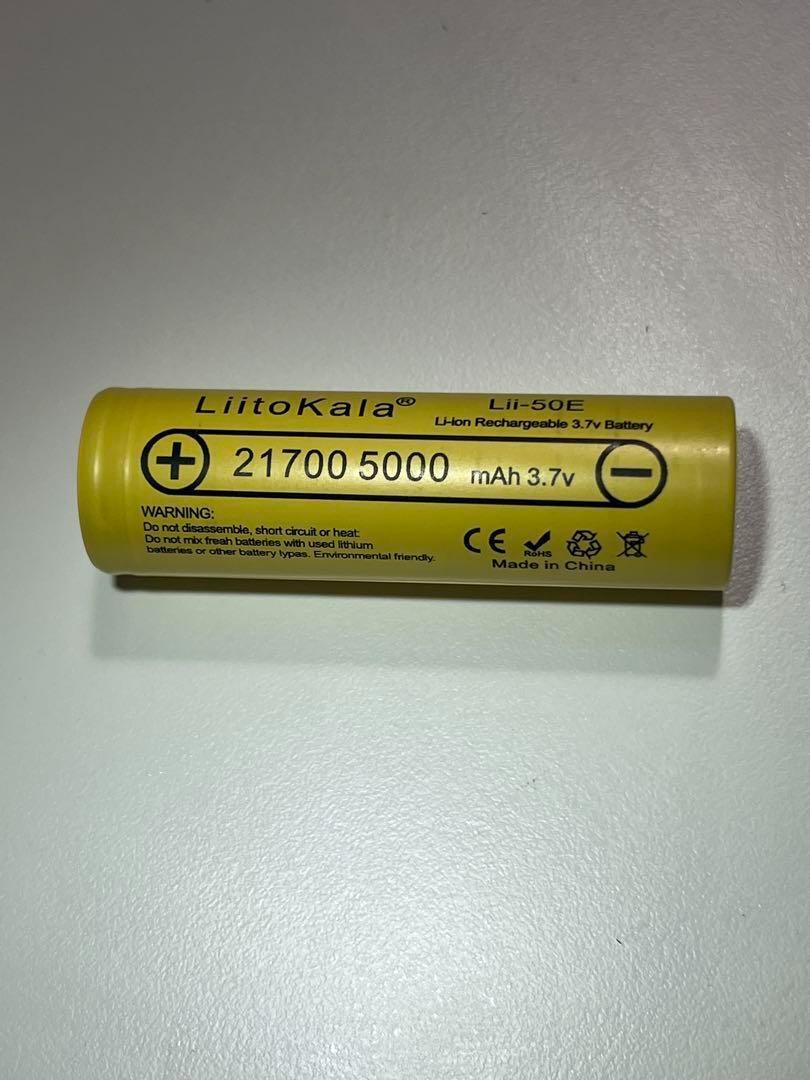 LiitoKala®
Lii-50E
Li-ion Rechargeable 3.7v Battery
+ 21700 5000 mAh 3.7v −
WARNING:
Do not disassemble, short circuit or heat:
Do not mix freah batteries with used lithium
batteries or other battery typas. Environmental friendly.
CE
RoHS
Made in China